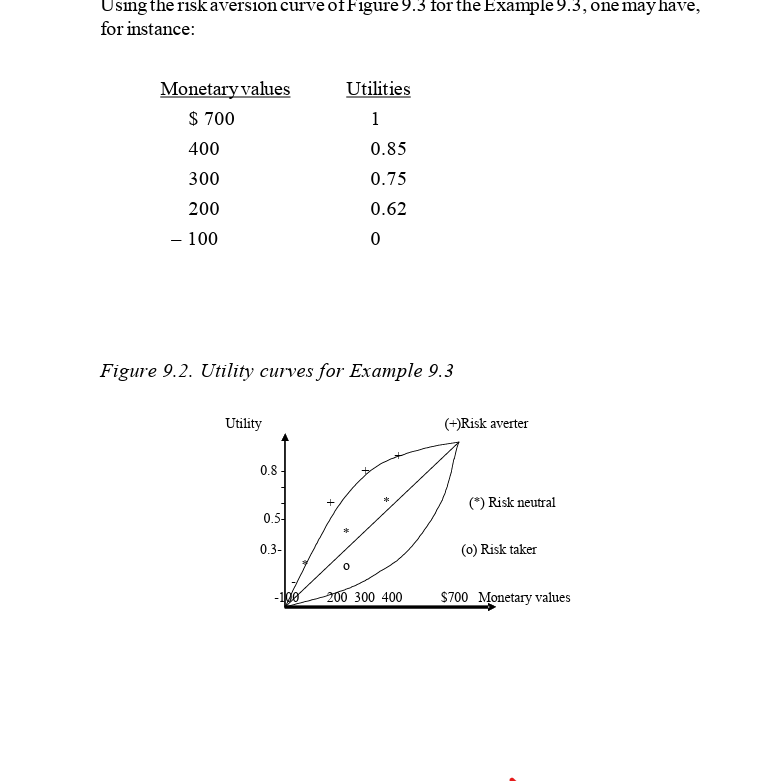 Using the risk aversion curve of Figure 9.3 for the Example 9.3, one may have,
for instance:
Monetary values Utilities
$ 700 1
400 0.85
300 0.75
200 0.62
– 100 0
Figure 9.2. Utility curves for Example 9.3
Utility (+)Risk averter
0.8
(*) Risk neutral
0.5
0.3 (o) Risk taker
-100 200 300 400 $700 Monetary values